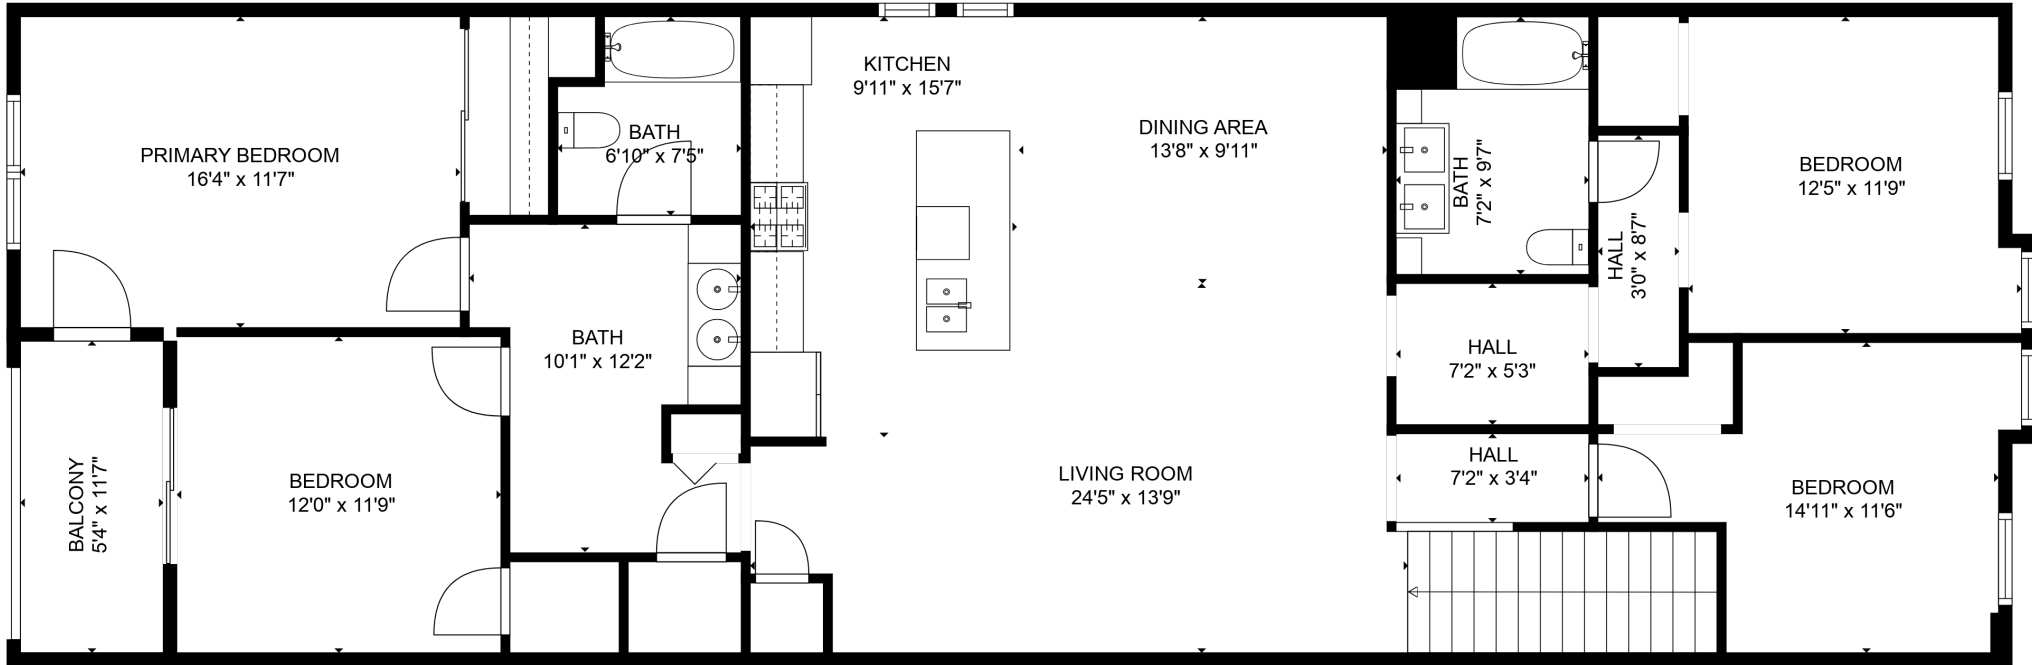 PRIMARY BEDROOM
16'4" x 11'7"
BATH
6'10" x 7'5"
KITCHEN
9'11" x 15'7"
DINING AREA
13'8" x 9'11"
BATH
7'2" x 9'7"
HALL
3'0" x 8'7"
BEDROOM
12'5" x 11'9"
BATH
10'1" x 12'2"
HALL
7'2" x 5'3"
BALCONY
5'4" x 11'7"
BEDROOM
12'0" x 11'9"
LIVING ROOM
24'5" x 13'9"
HALL
7'2" x 3'4"
BEDROOM
14'11" x 11'6"